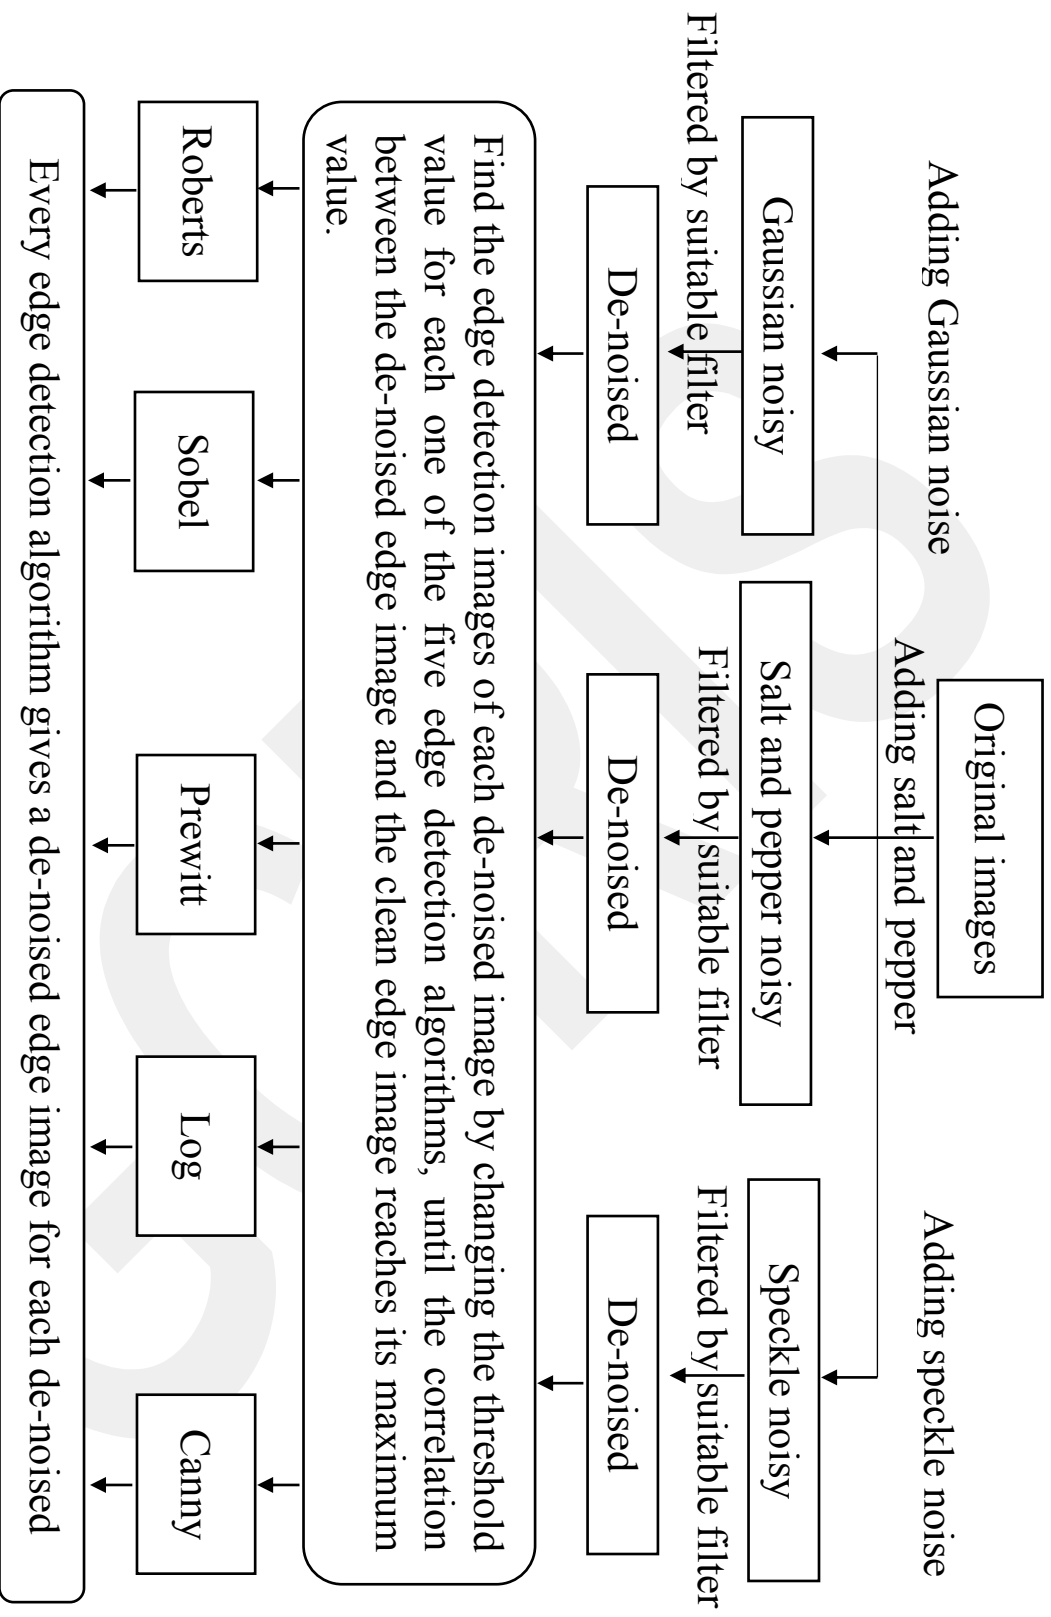 Original images
Adding Gaussian noise
Adding salt and pepper
Adding speckle noise
Gaussian noisy
Salt and pepper noisy
Speckle noisy
Filtered by suitable filter
Filtered by suitable filter
Filtered by suitable filter
De-noised
De-noised
De-noised
Find the edge detection images of each de-noised image by changing the threshold
value for each one of the five edge detection algorithms, until the correlation
between the de-noised edge image and the clean edge image reaches its maximum
value.
Roberts
Sobel
Prewitt
Log
Canny
Every edge detection algorithm gives a de-noised edge image for each de-noised